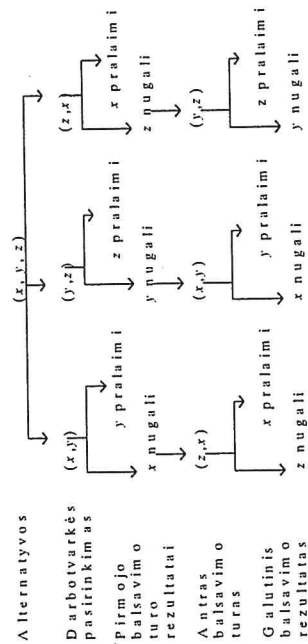 Alternatyvos (x, y, z)
Darbotvarkės pasirinkimas (x,y) (y,z) (z,x)
Pirmojo balsavimo turo rezultatai
y pralaimi z pralaimi x pralaimi
x nugali y nugali z nugali
Antras balsavimo turas (z,x) (x,y) (y,z)
Galutinis balsavimo rezultatas
x pralaimi y pralaimi z pralaimi
z nugali x nugali y nugali